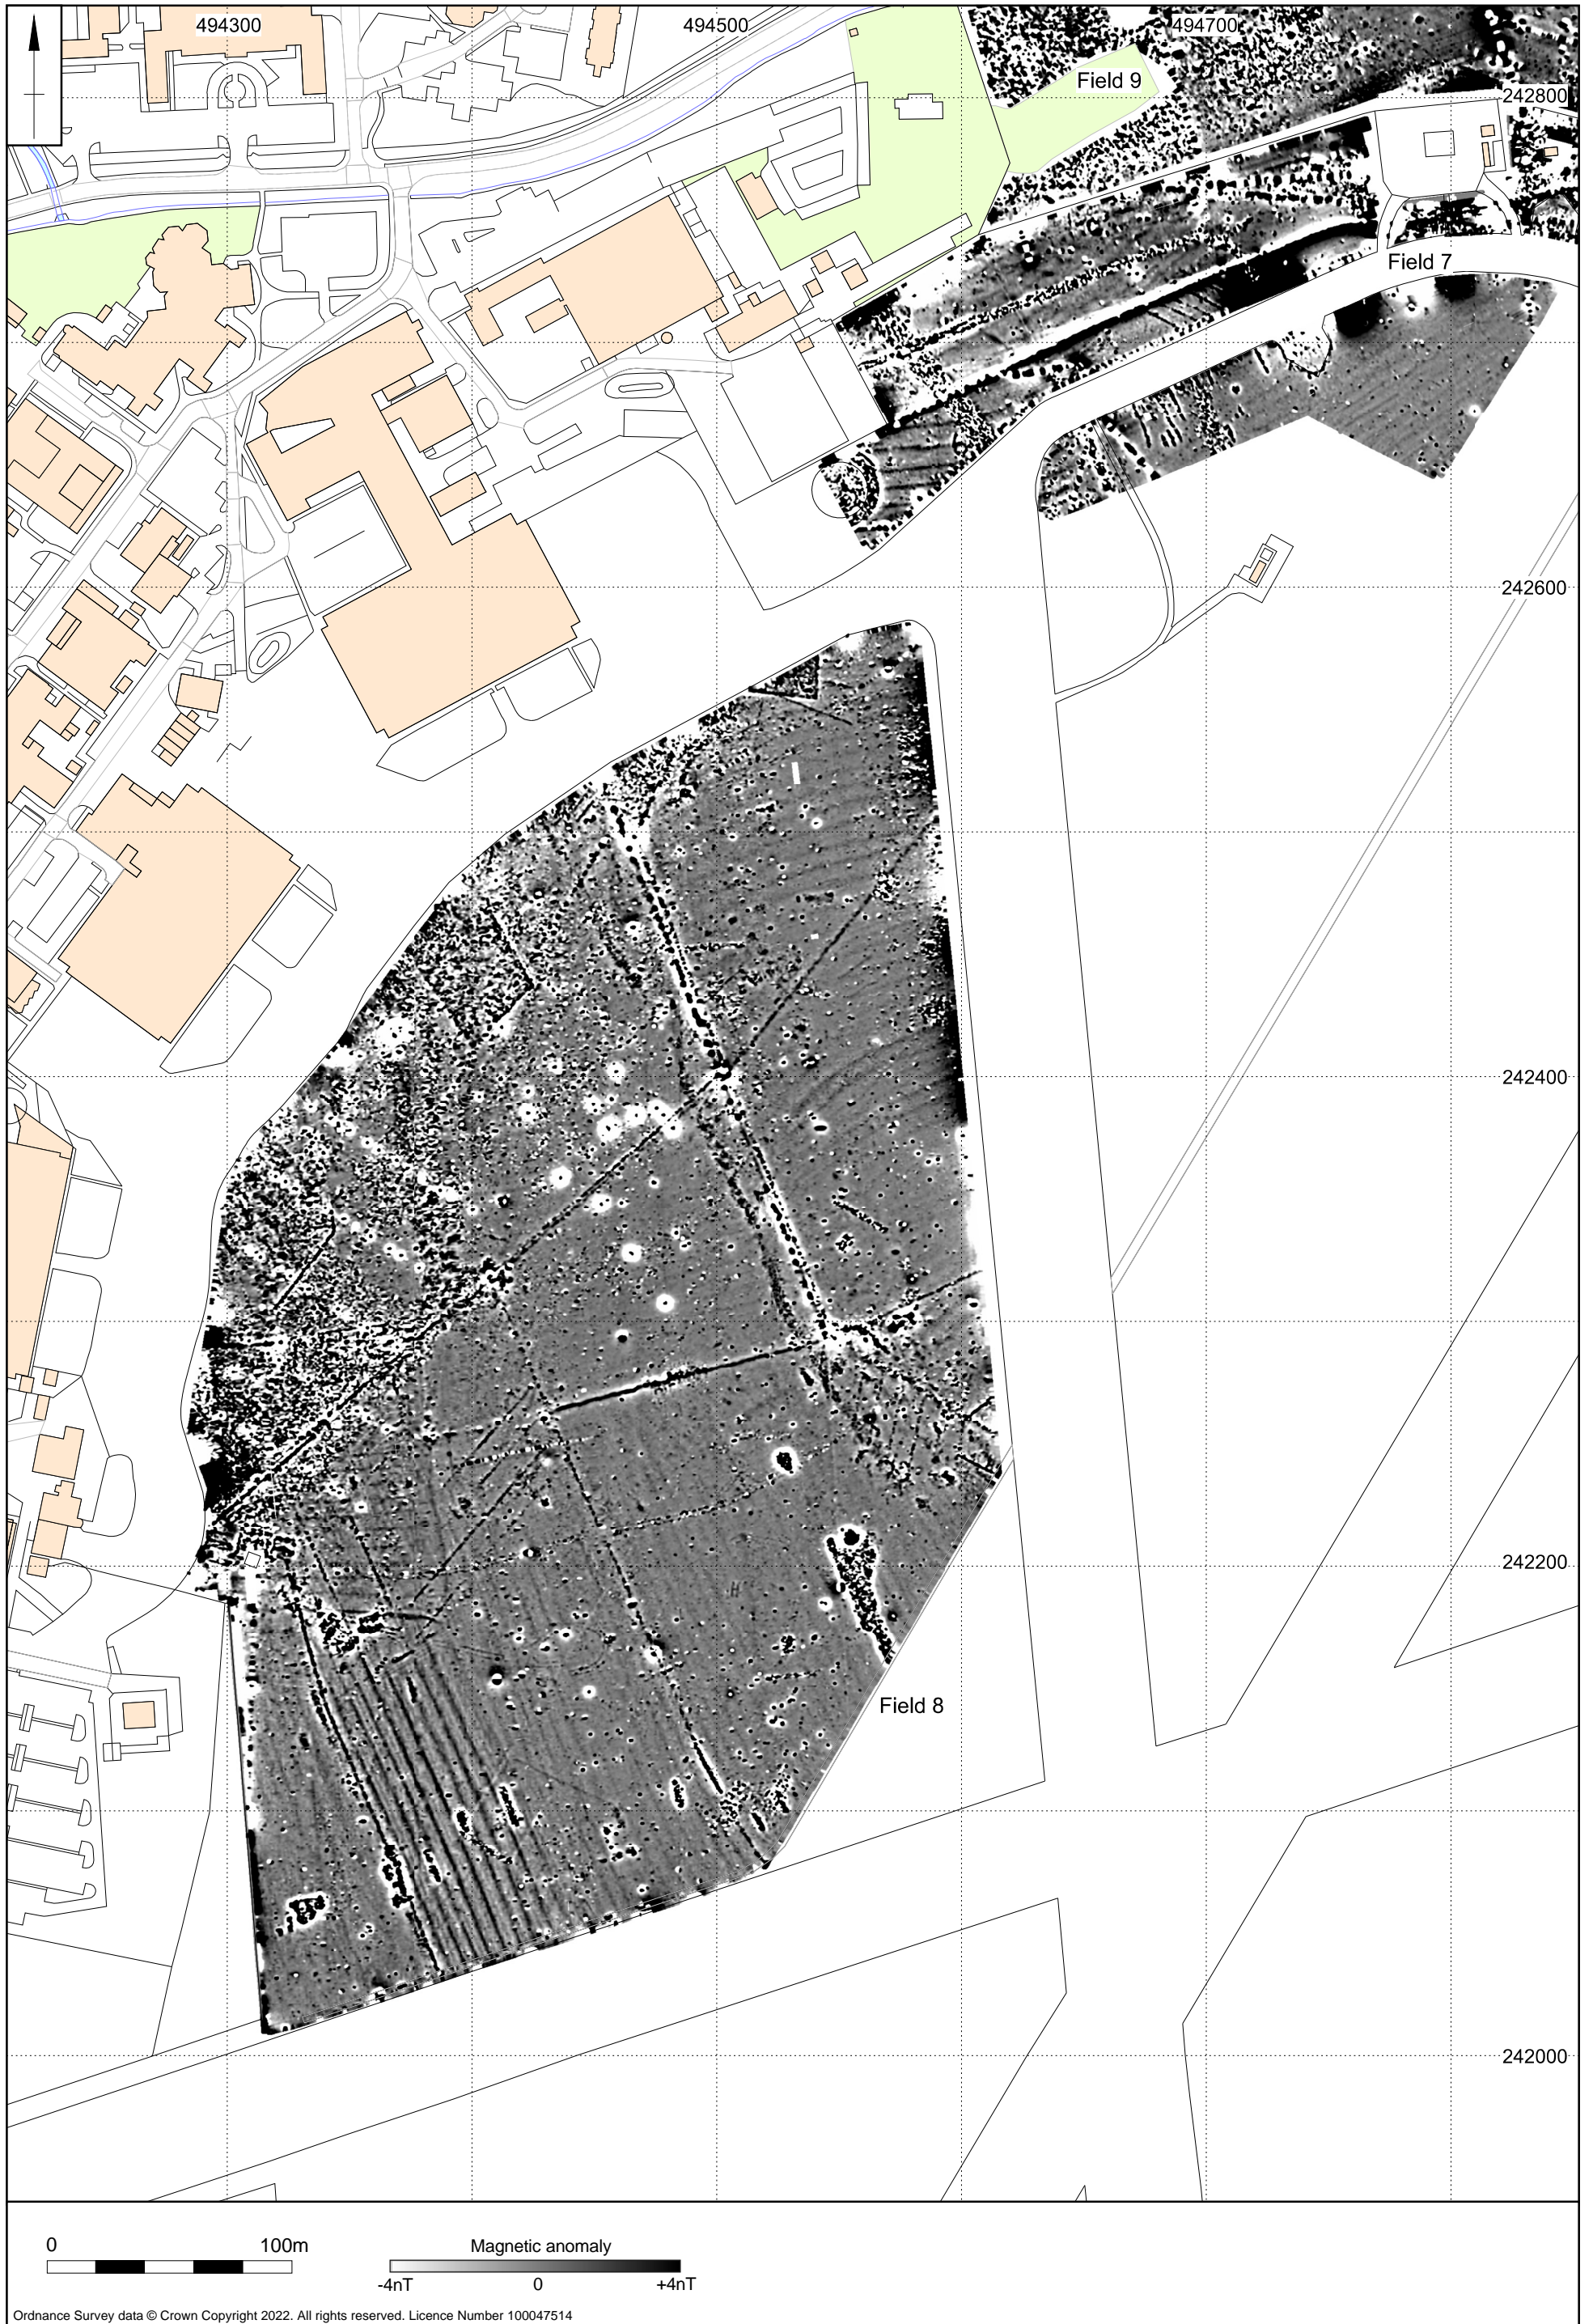 494300
494500
494700
Field 9
242800
Field 7
242600
242400
242200
Field 8
242000
0
100m
Magnetic anomaly
-4nT
0
+4nT
Ordnance Survey data © Crown Copyright 2022. All rights reserved. Licence Number 100047514